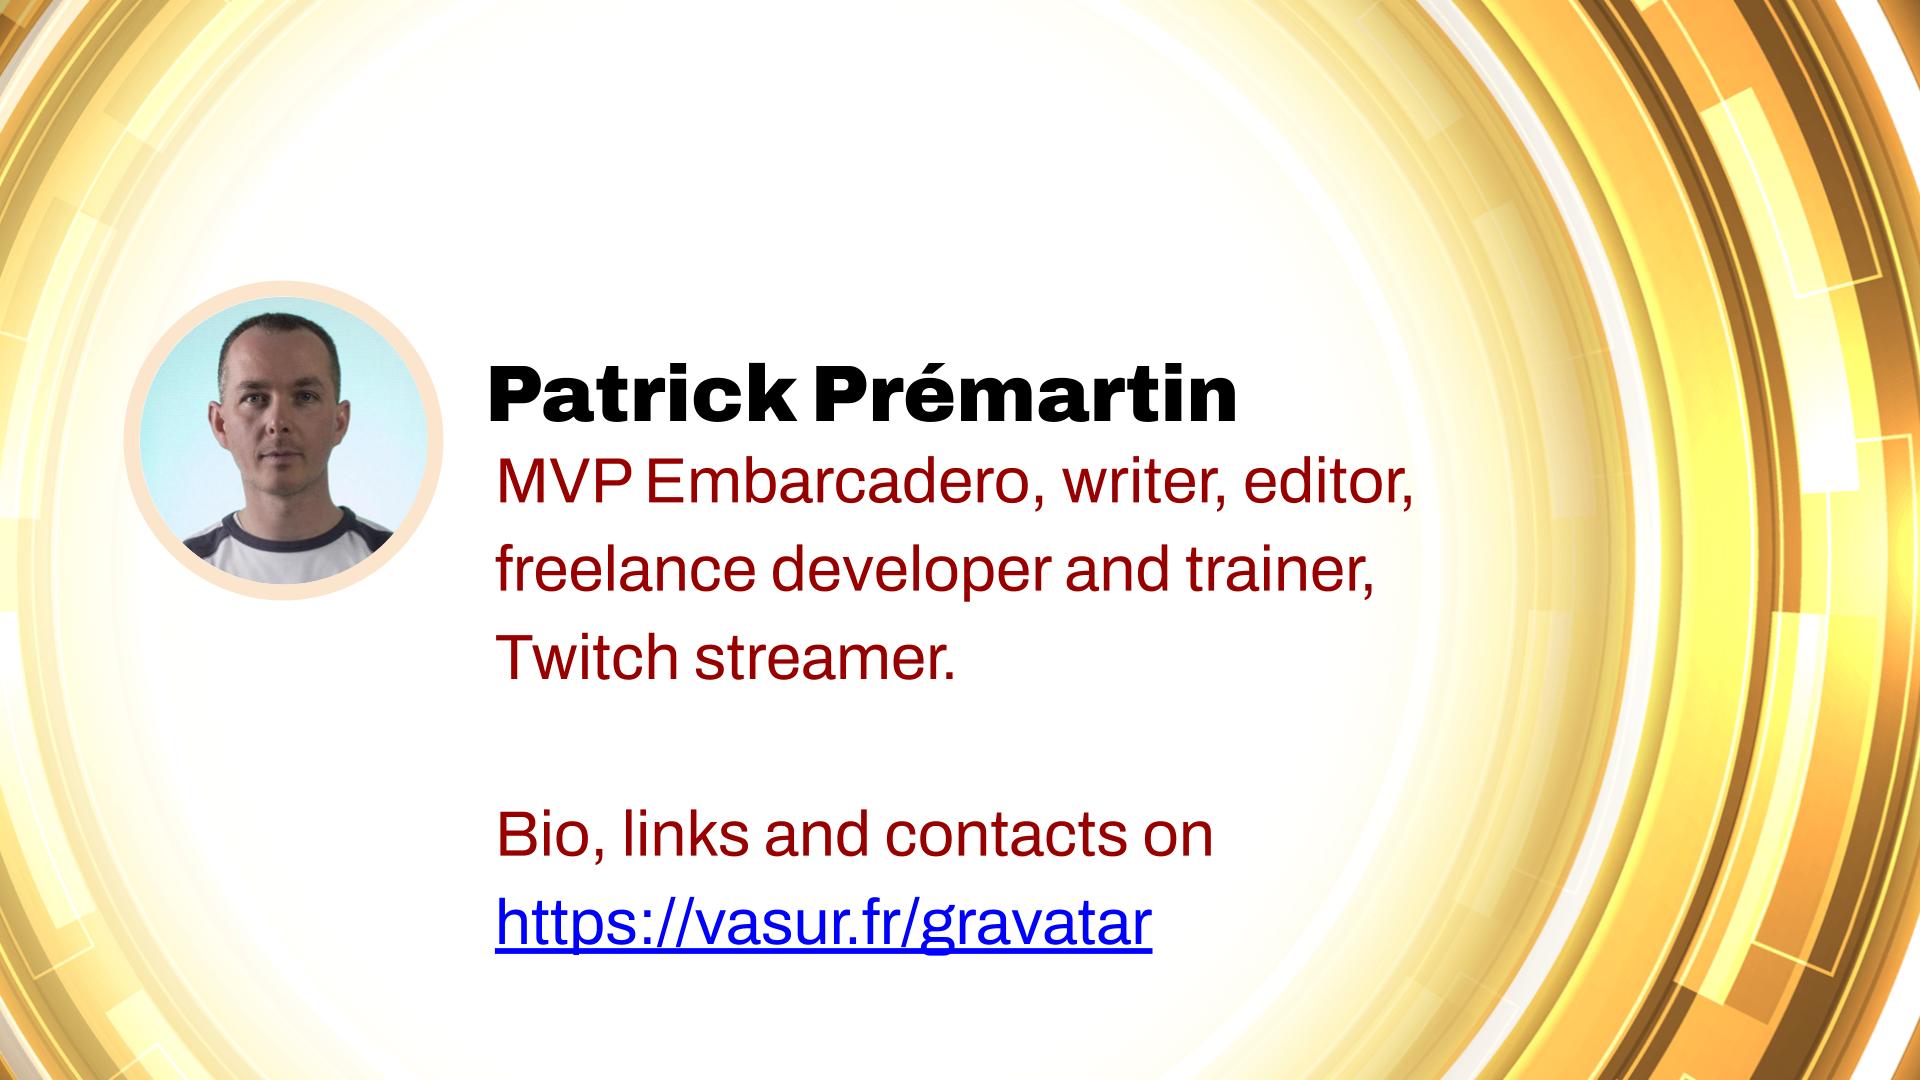 Patrick Prémartin
MVP Embarcadero, writer, editor,
freelance developer and trainer,
Twitch streamer.
Bio, links and contacts on
https://vasur.fr/gravatar